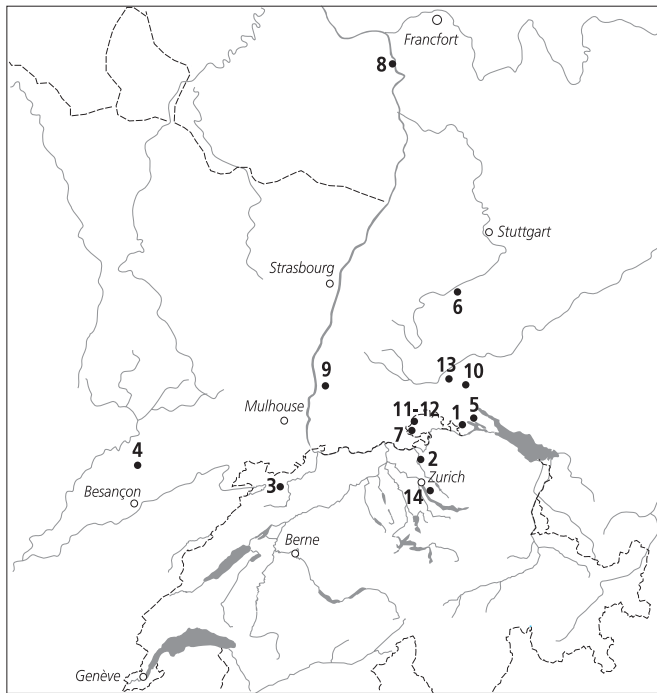 Francfort
8
Stuttgart
Strasbourg
6
13
10
9
Mulhouse
11-12
5
1
7
4
2
Besançon
3
Zurich
14
Berne
Genève